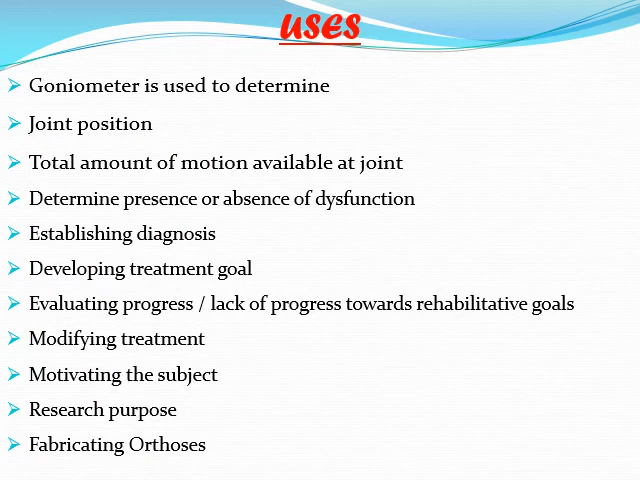 USES
Goniometer is used to determine
Joint position
Total amount of motion available at joint
Determine presence or absence of dysfunction
Establishing diagnosis
Developing treatment goal
Evaluating progress / lack of progress towards rehabilitative goals
Modifying treatment
Motivating the subject
Research purpose
Fabricating Orthoses